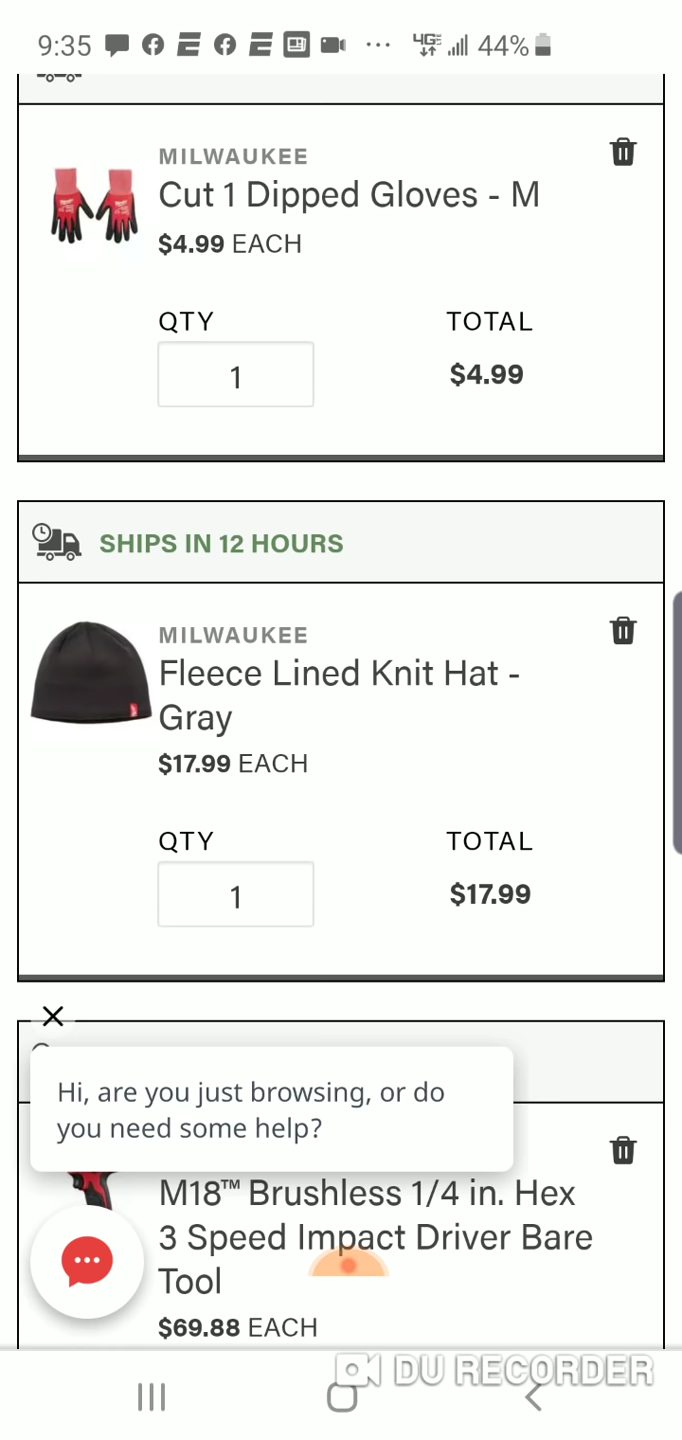 9:35
4G
44%
MILWAUKEE
Cut 1 Dipped Gloves - M
$4.99 EACH
QTY
TOTAL
1
$4.99
SHIPS IN 12 HOURS
MILWAUKEE
Fleece Lined Knit Hat -
Gray
$17.99 EACH
QTY
TOTAL
1
$17.99
Hi, are you just browsing, or do
you need some help?
M18™ Brushless 1/4 in. Hex
3 Speed Impact Driver Bare
Tool
$69.88 EACH
DU RECORDER